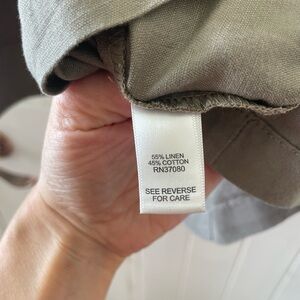 55% LINEN
45% COTTON
RN37080
SEE REVERSE
FOR CARE